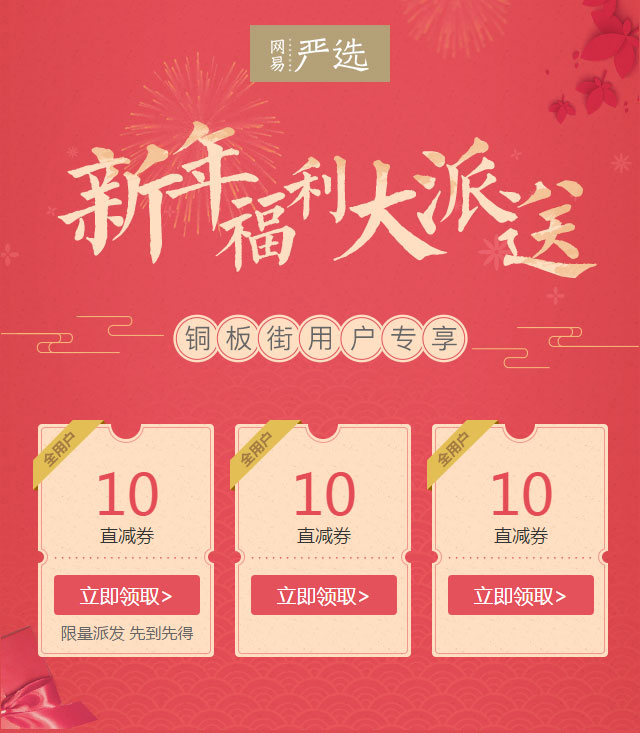 网易 严选
新年福利大派送
铜板街用户专享
全用户 全用户 全用户
10 10 10
直减券 直减券 直减券
立即领取> 立即领取> 立即领取>
限量派发 先到先得